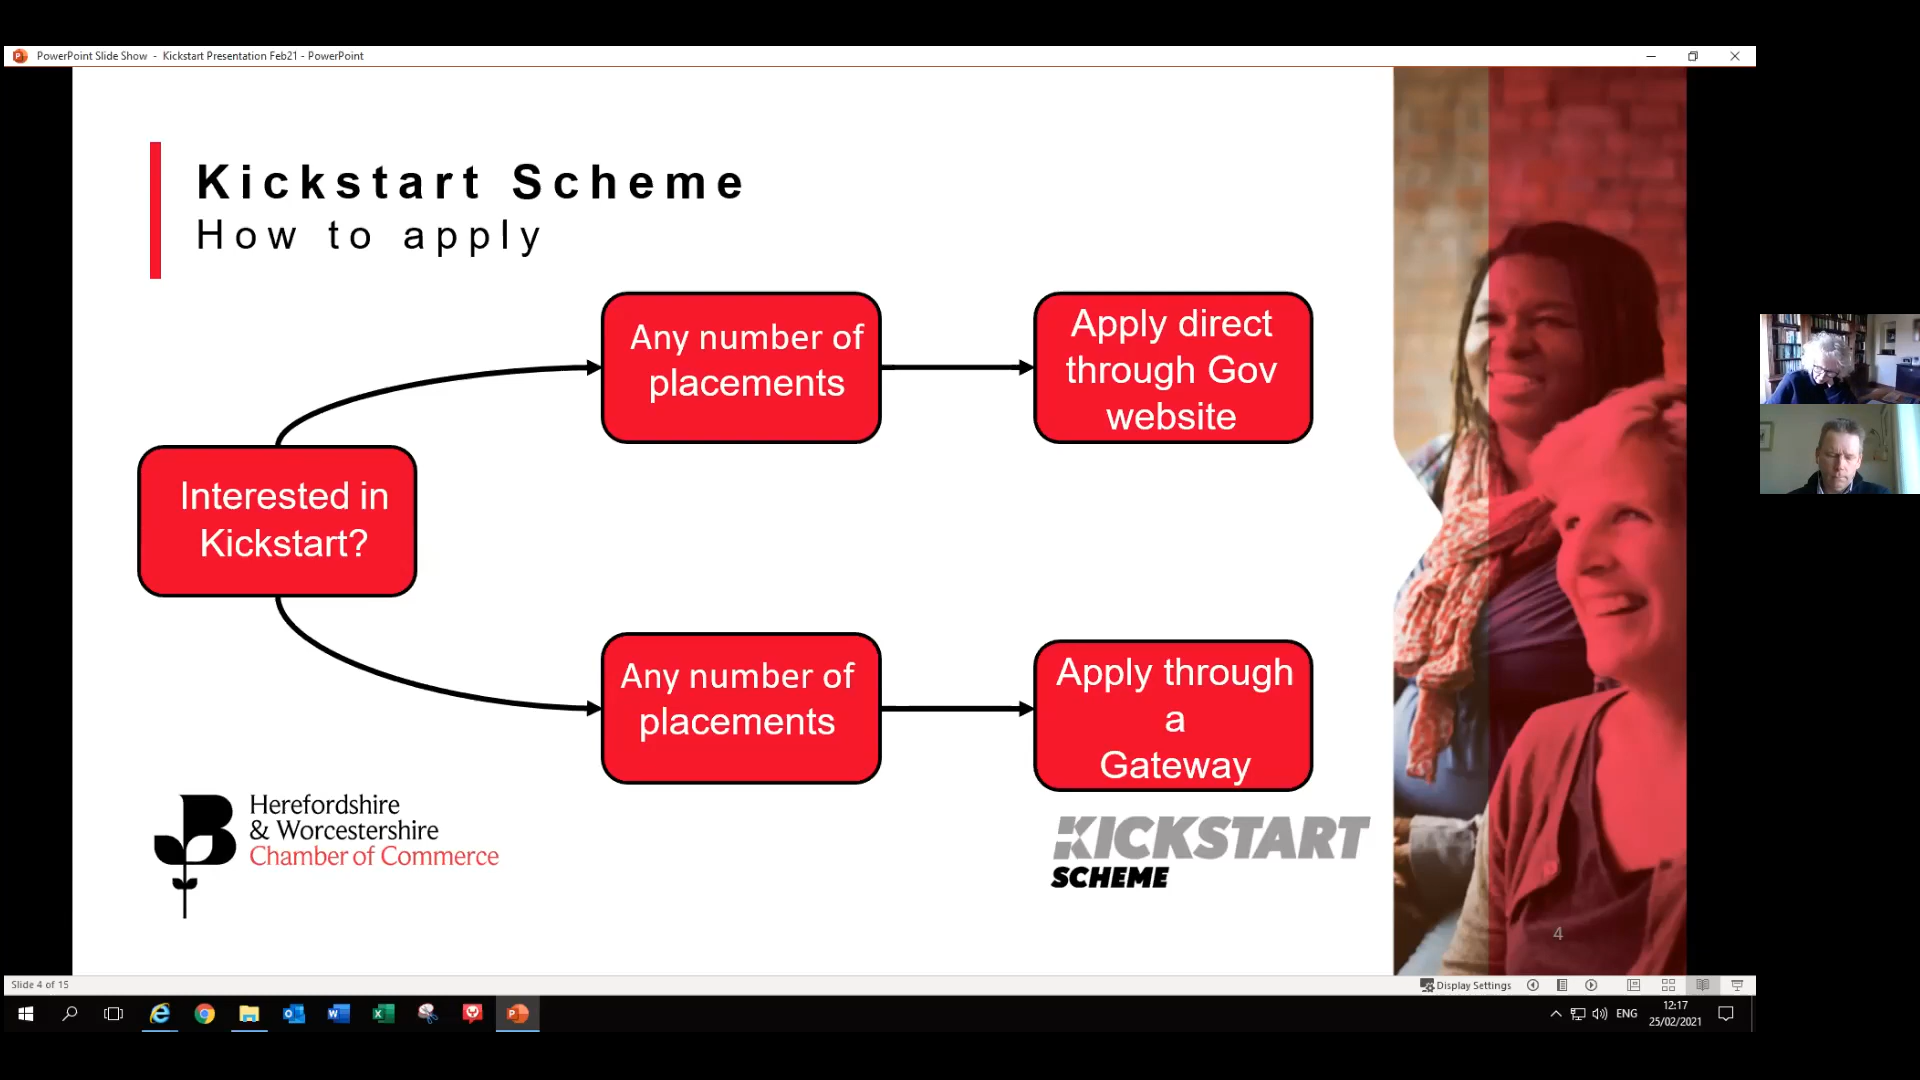 PowerPoint Slide Show - Kickstart Presentation Feb21 - PowerPoint
Kickstart Scheme
How to apply
Any number of
placements
Apply direct
through Gov
website
Interested in
Kickstart?
Any number of
placements
Apply through
a
Gateway
Herefordshire
& Worcestershire
Chamber of Commerce
KICKSTART
SCHEME
4
Slide 4 of 15
Display Settings
ENG
12:17
25/02/2021